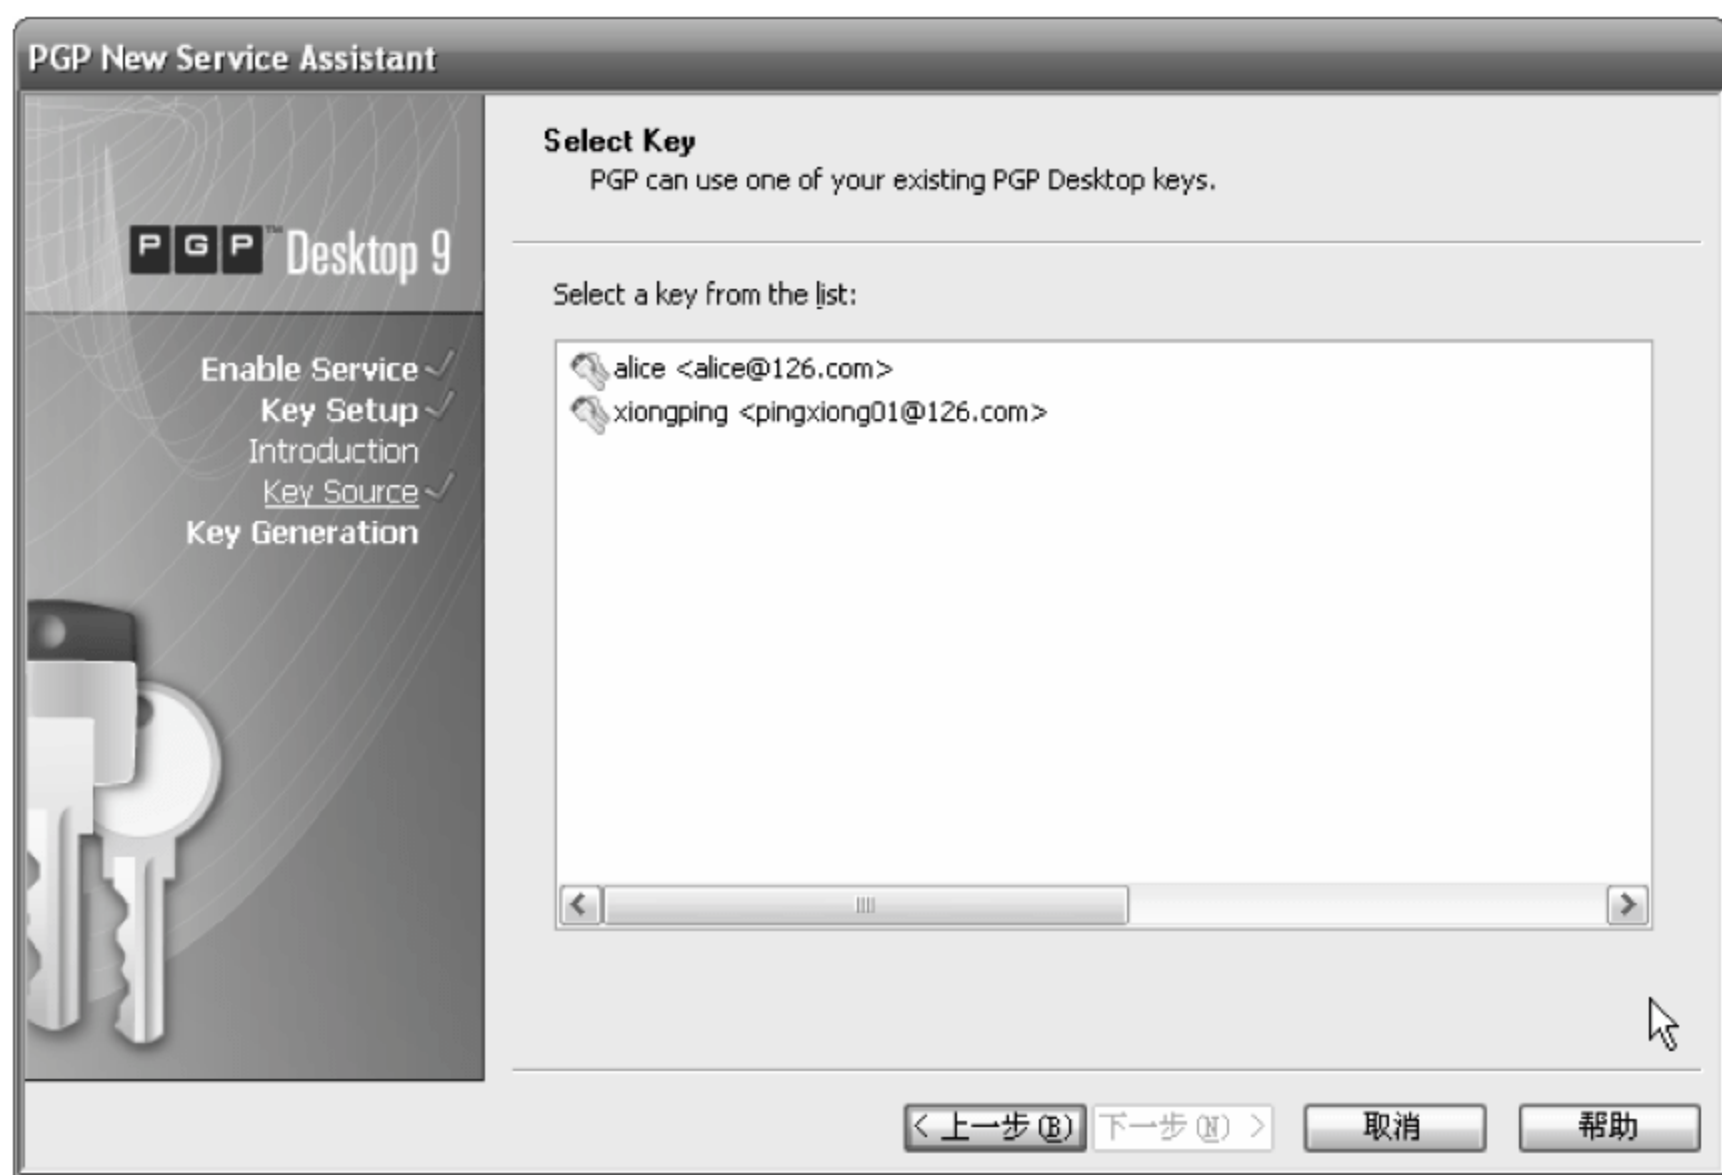 PGP New Service Assistant
Select Key
PGP can use one of your existing PGP Desktop keys.
PGP™ Desktop 9
Select a key from the list:
Enable Service
Key Setup
Introduction
Key Source
Key Generation
alice <alice@126.com>
xiongping <pingxiong01@126.com>
< 上一步(B)
下一步(N) >
取消
帮助